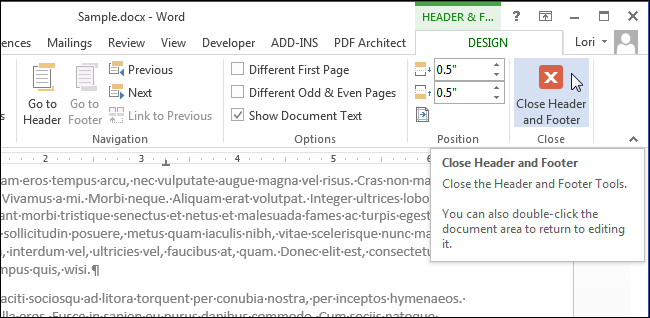 Sample.docx - Word
HEADER & F...
?
ences Mailings Review View Developer ADD-INS PDF Architect DESIGN Lori
Go to Header
Go to Footer
Previous
Next
Link to Previous
Navigation
Different First Page
Different Odd & Even Pages
Show Document Text
Options
0.5"
0.5"
Position
Close Header and Footer
Close
2 3 4 5 6
am·eros·tempus·arcu,·nec·vulputate·augue·magna·vel·risus.·Cras·non·ma
Vivamus·a·mi.·Morbi·neque.·Aliquam·erat·volutpat.·Integer·ultrices·lobo
ant·morbi·tristique·senectus·et·netus·et·malesuada·fames·ac·turpis·egest
sollicitudin·posuere,·metus·quam·iaculis·nibh,·vitae·scelerisque·nunc·ma
,·interdum·vel,·ultricies·vel,·faucibus·at,·quam.·Donec·elit·est,·consectetu
mpus·quis,·wisi.¶
aciti·sociosqu·ad·litora·torquent·per·conubia·nostra,·per·inceptos·hymenaeos.·
Close Header and Footer
Close the Header and Footer Tools.
You can also double-click the
document area to return to editing
it.